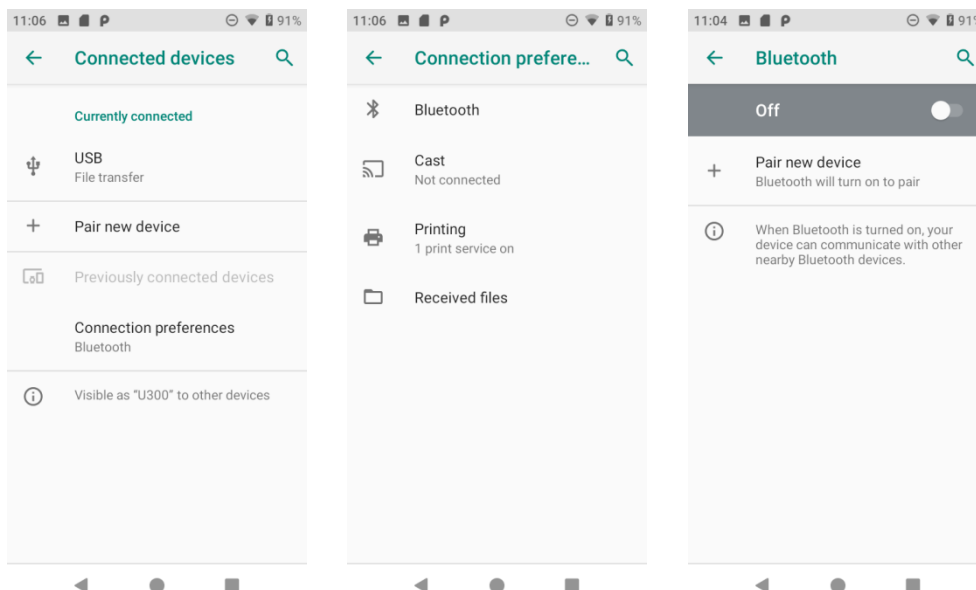 11:06 91%
Connected devices
Currently connected
USB
File transfer
Pair new device
Previously connected devices
Connection preferences
Bluetooth
Visible as "U300" to other devices
11:06 91%
Connection prefere...
Bluetooth
Cast
Not connected
Printing
1 print service on
Received files
11:04 91%
Bluetooth
Off
Pair new device
Bluetooth will turn on to pair
When Bluetooth is turned on, your
device can communicate with other
nearby Bluetooth devices.